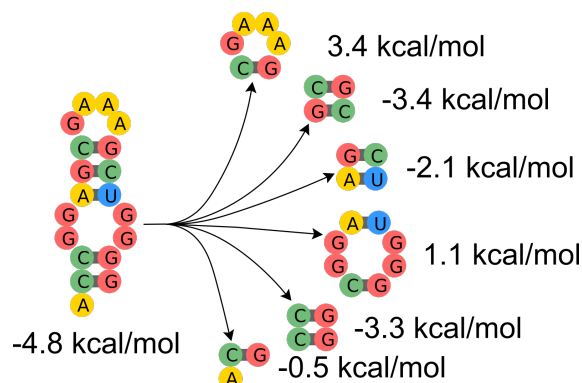 A A
G A
C G
G C
A U
G G
G G
C G
C G
A
-4.8 kcal/mol
A A
G A
C G
3.4 kcal/mol
C G
G C
-3.4 kcal/mol
G C
A U
-2.1 kcal/mol
A U
G G
G G
C G
1.1 kcal/mol
C G
C G
-3.3 kcal/mol
C G
A
-0.5 kcal/mol